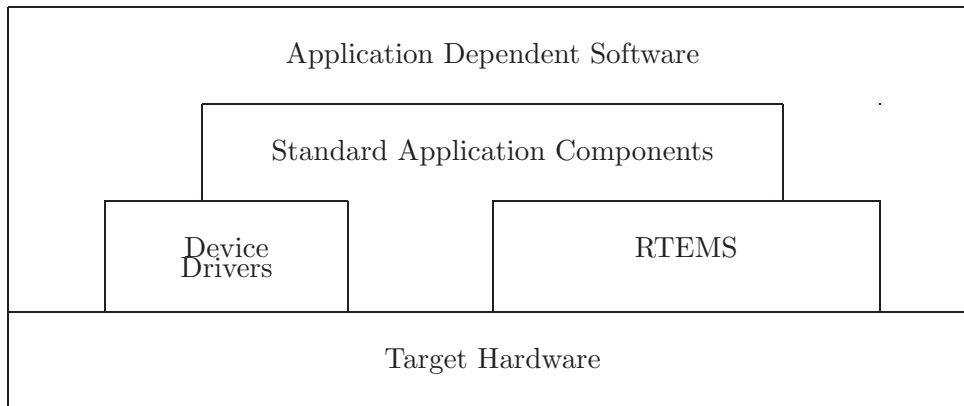 Application Dependent Software
Standard Application Components
Device
Drivers
RTEMS
Target Hardware